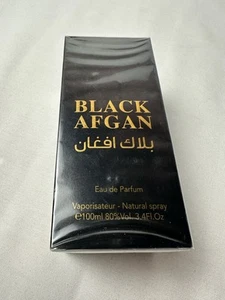 BLACK
AFGAN
بلاك افغان
Eau de Parfum
Vaporisateur - Natural spray
℮100ml.80%Vol. 3.4Fl.Oz